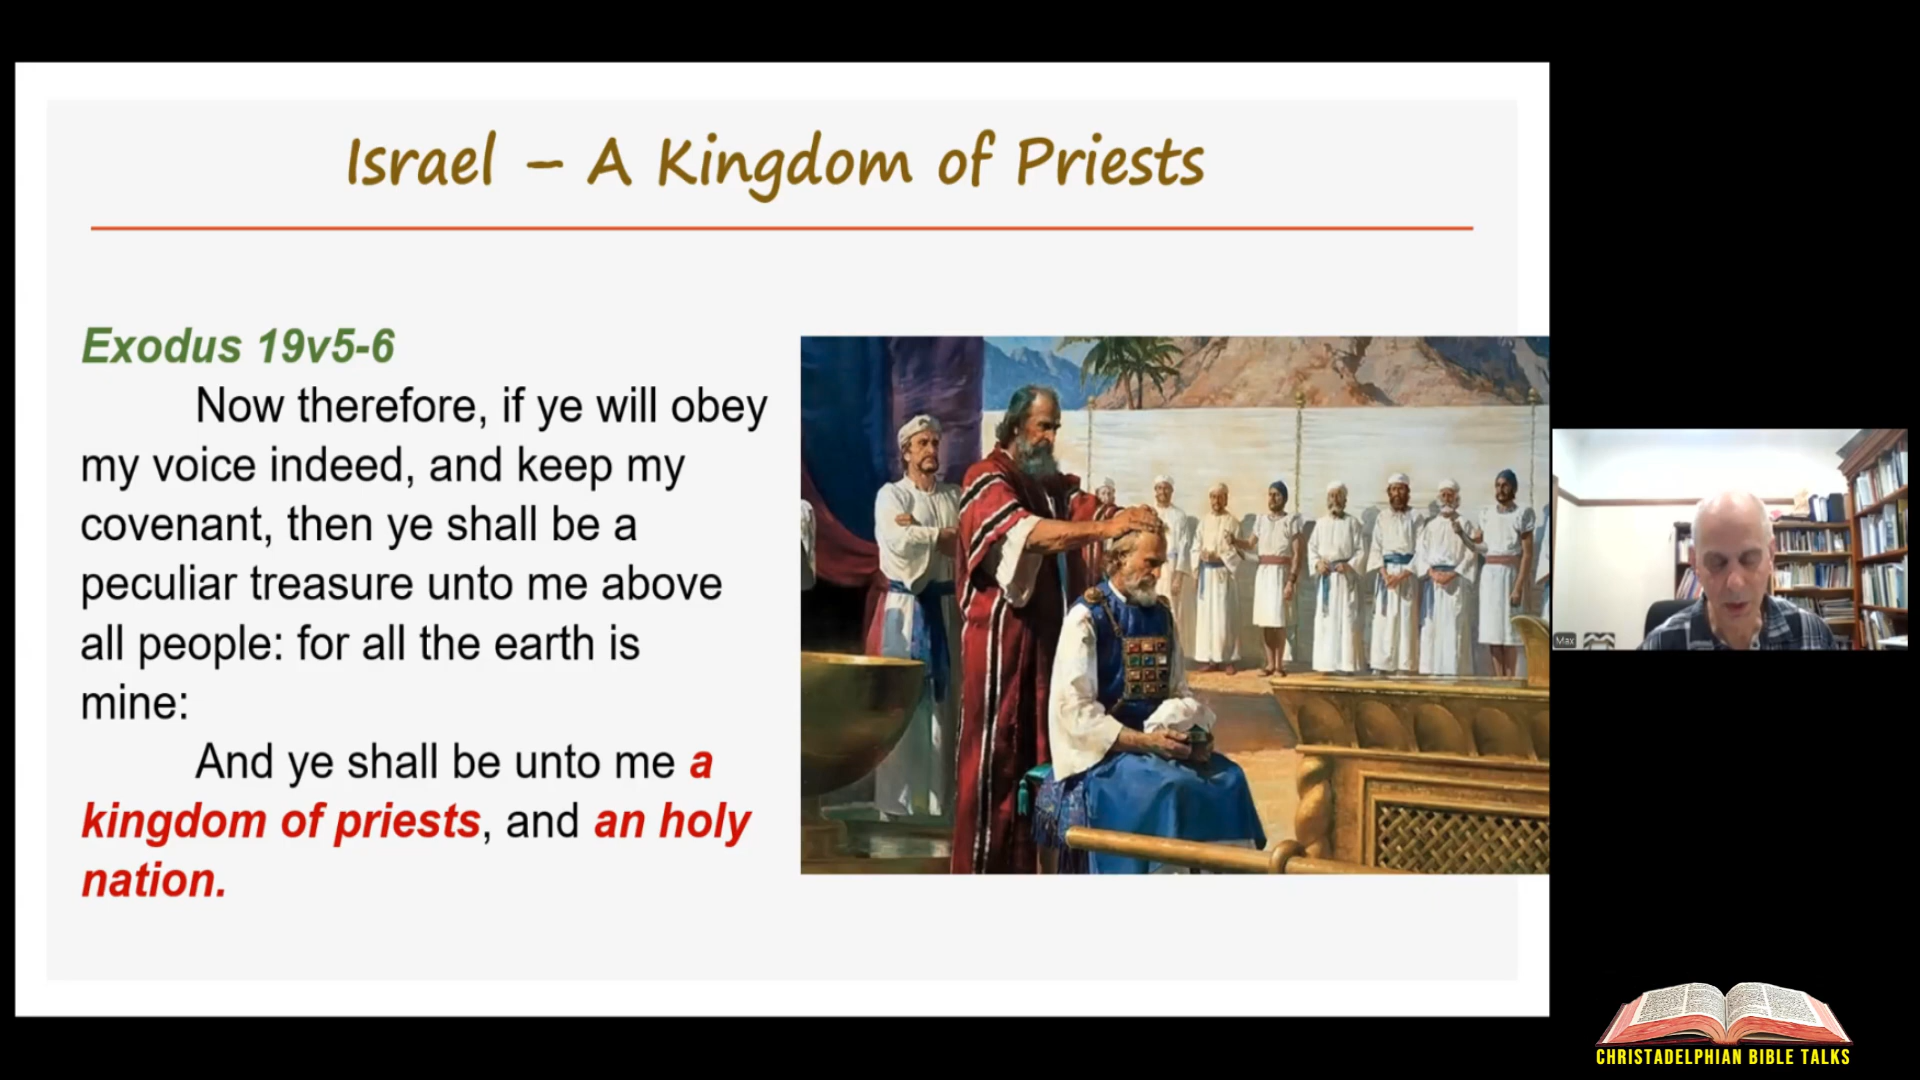 Israel – A Kingdom of Priests
Exodus 19v5-6
Now therefore, if ye will obey
my voice indeed, and keep my
covenant, then ye shall be a
peculiar treasure unto me above
all people: for all the earth is
mine:
And ye shall be unto me a
kingdom of priests, and an holy
nation.
Max
CHRISTADELPHIAN BIBLE TALKS